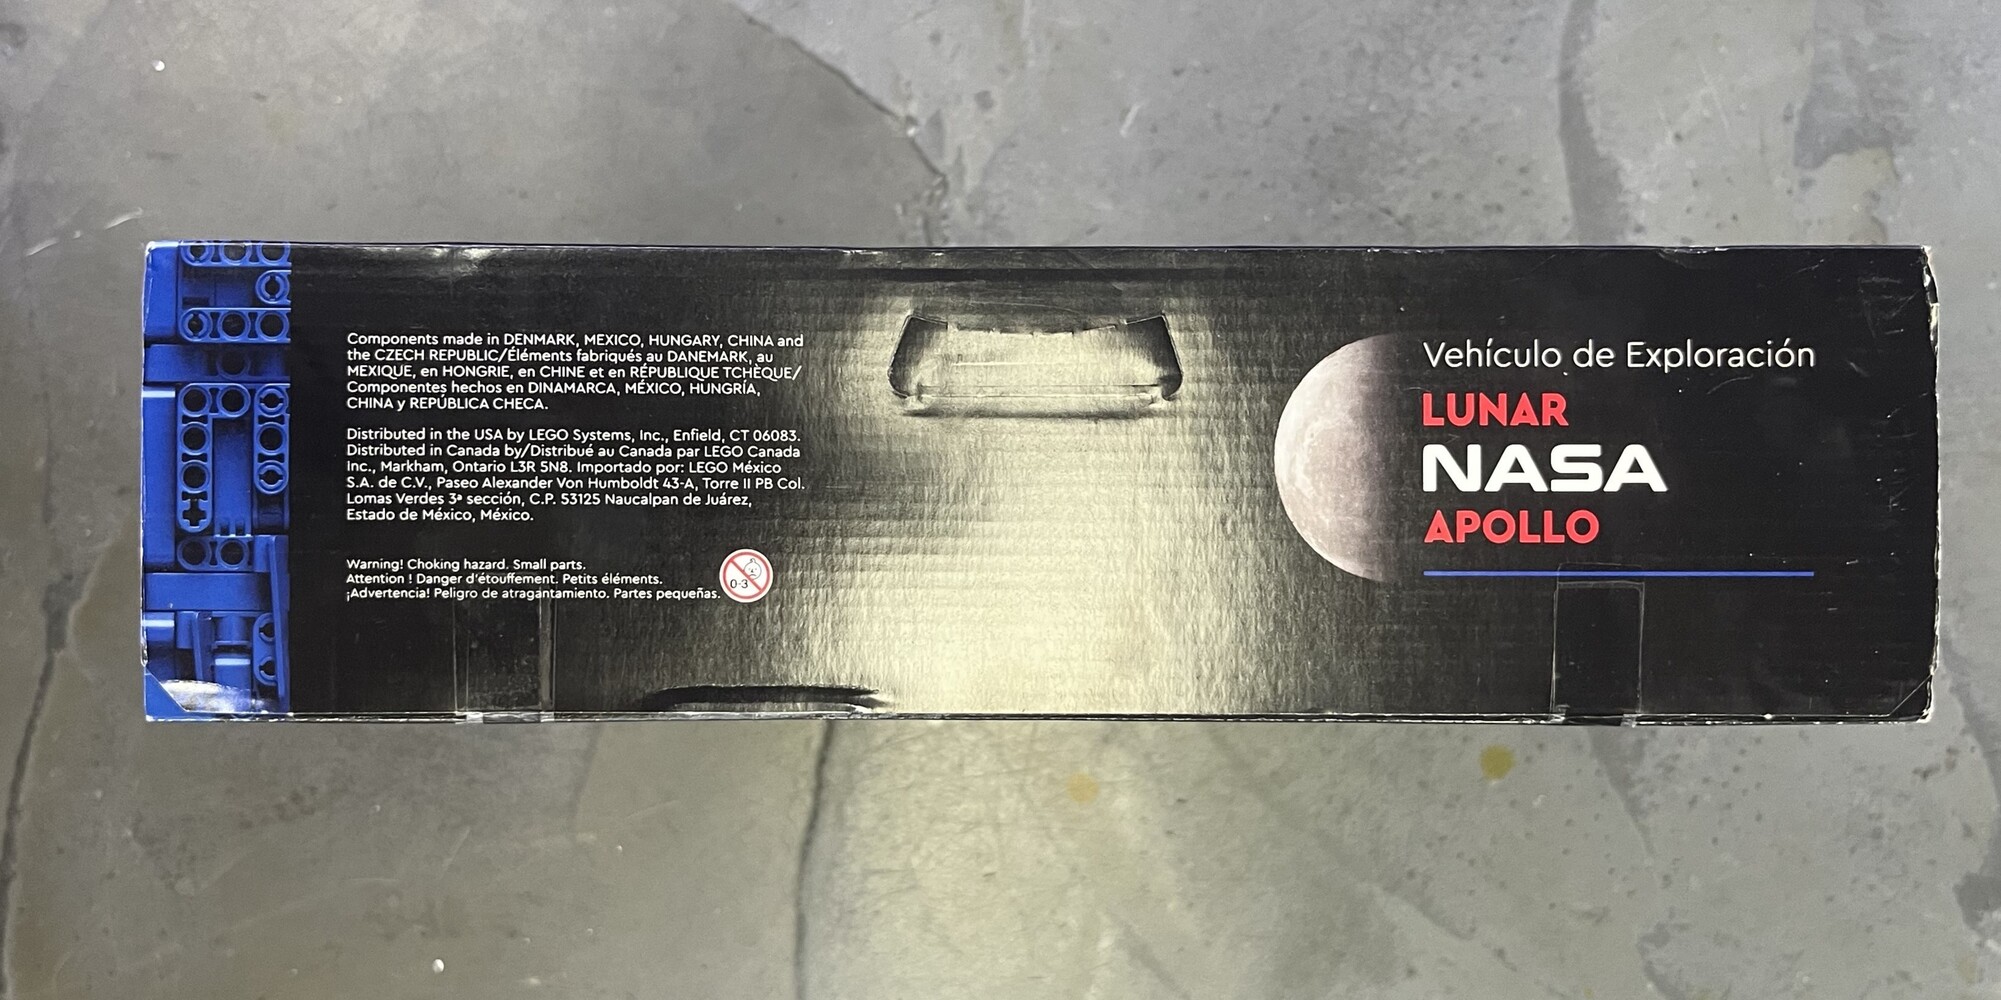 Components made in DENMARK, MEXICO, HUNGARY, CHINA and
the CZECH REPUBLIC/Éléments fabriqués au DANEMARK, au
MEXIQUE, en HONGRIE, en CHINE et en RÉPUBLIQUE TCHÈQUE/
Componentes hechos en DINAMARCA, MÉXICO, HUNGRÍA,
CHINA y REPÚBLICA CHECA.
Distributed in the USA by LEGO Systems, Inc., Enfield, CT 06083.
Distributed in Canada by/Distribué au Canada par LEGO Canada
Inc., Markham, Ontario L3R 5N8. Importado por: LEGO México
S.A. de C.V., Paseo Alexander Von Humboldt 43-A, Torre II PB Col.
Lomas Verdes 3ª sección, C.P. 53125 Naucalpan de Juárez,
Estado de México, México.
Warning! Choking hazard. Small parts.
Attention ! Danger d'étouffement. Petits éléments.
¡Advertencia! Peligro de atragantamiento. Partes pequeñas.
0-3
Vehículo de Exploración
LUNAR
NASA
APOLLO